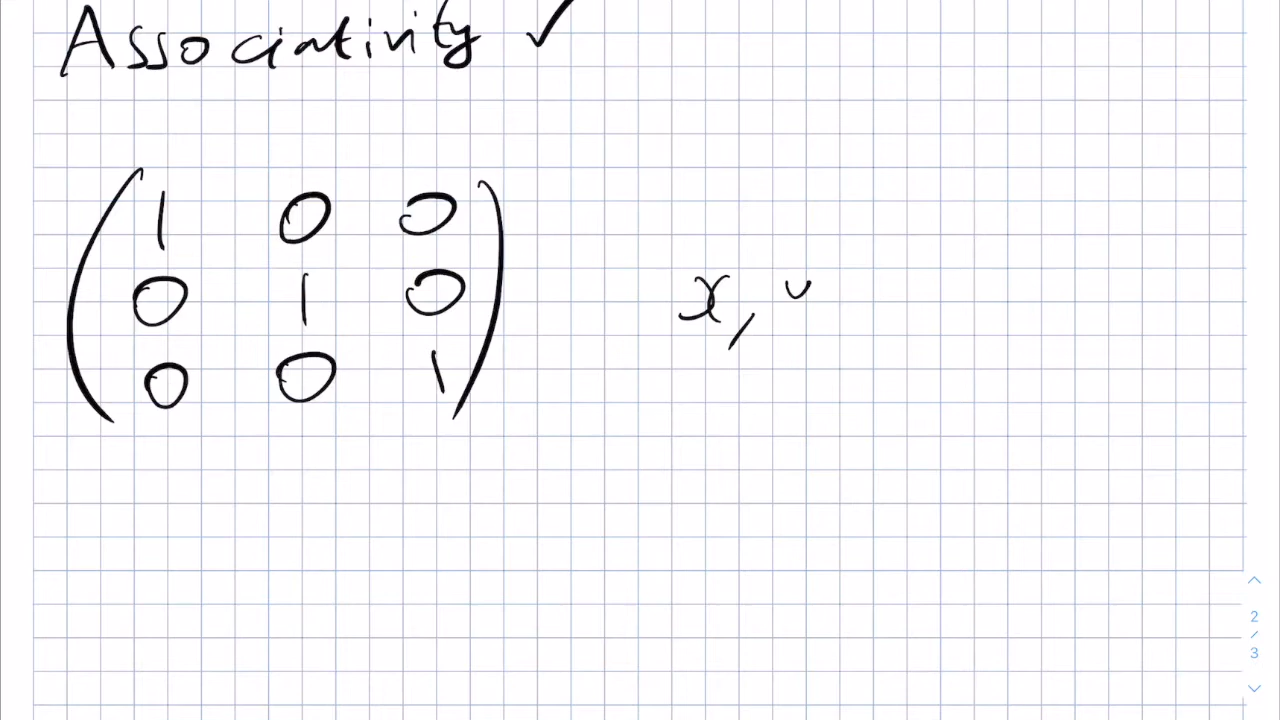 Associativity ✓
1 0 0
0 1 0 x,
0 0 1
2
/
3